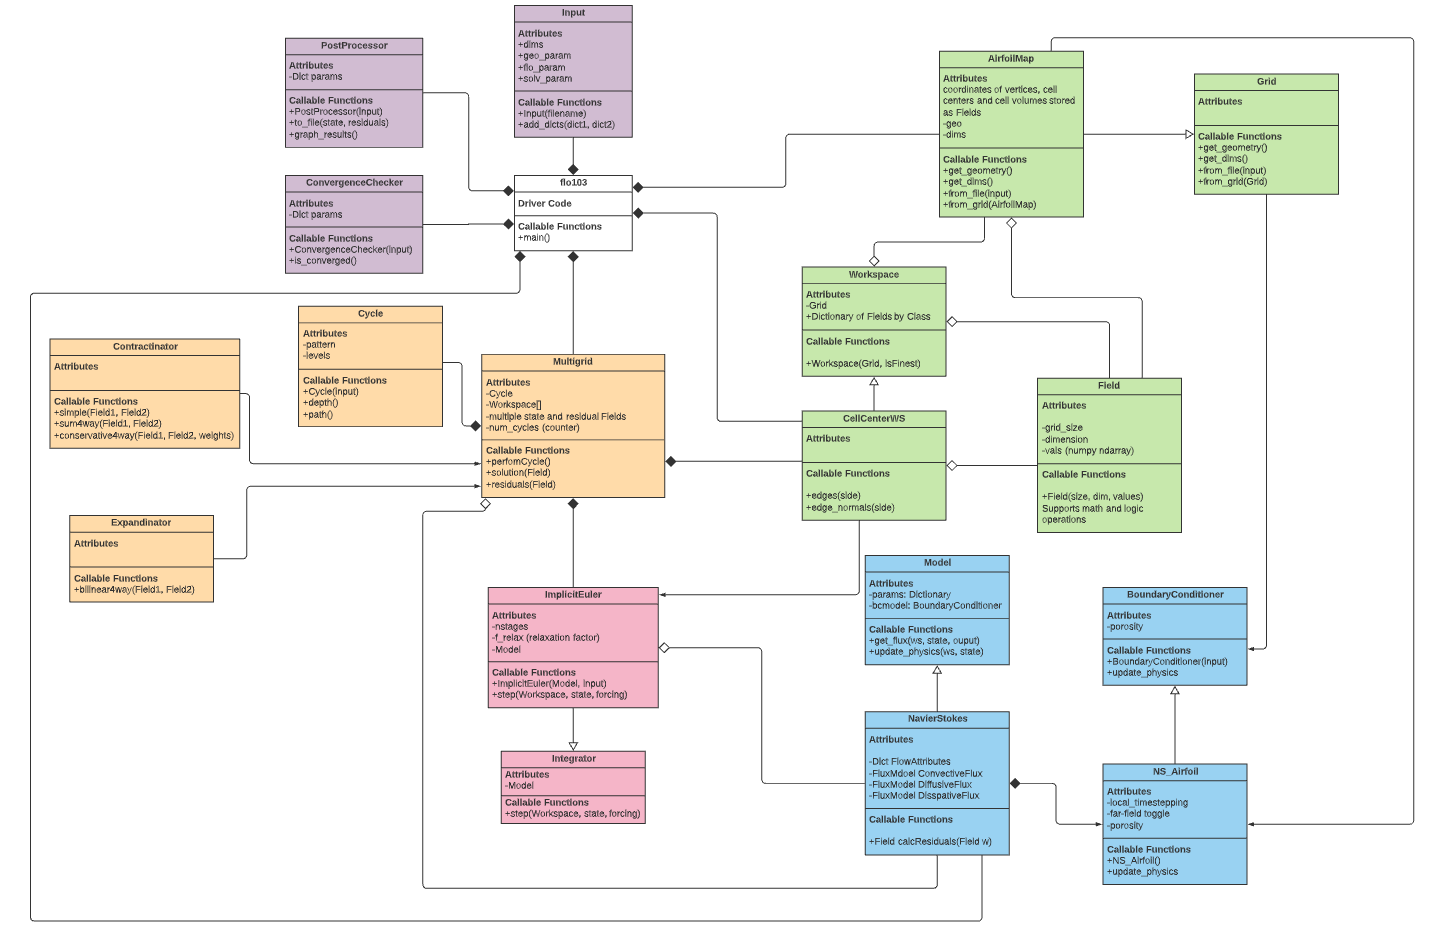 Input
Attributes
+dims
+geo_param
+flo_param
+solv_param
Callable Functions
+Input(filename)
+add_dicts(dict1, dict2)
PostProcessor
Attributes
-Dict params
Callable Functions
+PostProcessor(input)
+to_file(state, residuals)
+graph_results()
ConvergenceChecker
Attributes
-Dict params
Callable Functions
+ConvergenceChecker(input)
+is_converged()
flo103
Driver Code
Callable Functions
+main()
AirfoilMap
Attributes
coordinates of vertices, cell
centers and cell volumes stored
as Fields
-geo
-dims
Callable Functions
+get_geometry()
+get_dims()
+from_file(input)
+from_grid(AirfoilMap)
Grid
Attributes
Callable Functions
+get_geometry()
+get_dims()
+from_file(input)
+from_grid(Grid)
Workspace
Attributes
-Grid
+Dictionary of Fields by Class
Callable Functions
+Workspace(Grid, isFinest)
Cycle
Attributes
-pattern
-levels
Callable Functions
+Cycle(input)
+depth()
+path()
Contractinator
Attributes
Callable Functions
+simple(Field1, Field2)
+sum4way(Field1, Field2)
+conservative4way(Field1, Field2, weights)
Multigrid
Attributes
-Cycle
-Workspace[]
-multiple state and residual Fields
-num_cycles (counter)
Callable Functions
+perfomCycle()
+solution(Field)
+residuals(Field)
CellCenterWS
Attributes
Callable Functions
+edges(side)
+edge_normals(side)
Field
Attributes
-grid_size
-dimension
-vals (numpy ndarray)
Callable Functions
+Field(size, dim, values)
Supports math and logic
operations
Expandinator
Attributes
Callable Functions
+bilinear4way(Field1, Field2)
ImplicitEuler
Attributes
-nstages
-f_relax (relaxation factor)
-Model
Callable Functions
+ImplicitEuler(Model, input)
+step(Workspace, state, forcing)
Model
Attributes
-params: Dictionary
-bcmodel: BoundaryConditioner
Callable Functions
+get_flux(ws, state, ouput)
+update_physics(ws, state)
BoundaryConditioner
Attributes
-porosity
Callable Functions
+BoundaryConditioner(input)
+update_physics
Integrator
Attributes
-Model
Callable Functions
+step(Workspace, state, forcing)
NavierStokes
Attributes
-Dict FlowAttributes
-FluxMdoel ConvectiveFlux
-FluxModel DiffusiveFlux
-FluxModel DisspativeFlux
Callable Functions
+Field calcResiduals(Field w)
NS_Airfoil
Attributes
-local_timestepping
-far-field toggle
-porosity
Callable Functions
+NS_Airfoil()
+update_physics